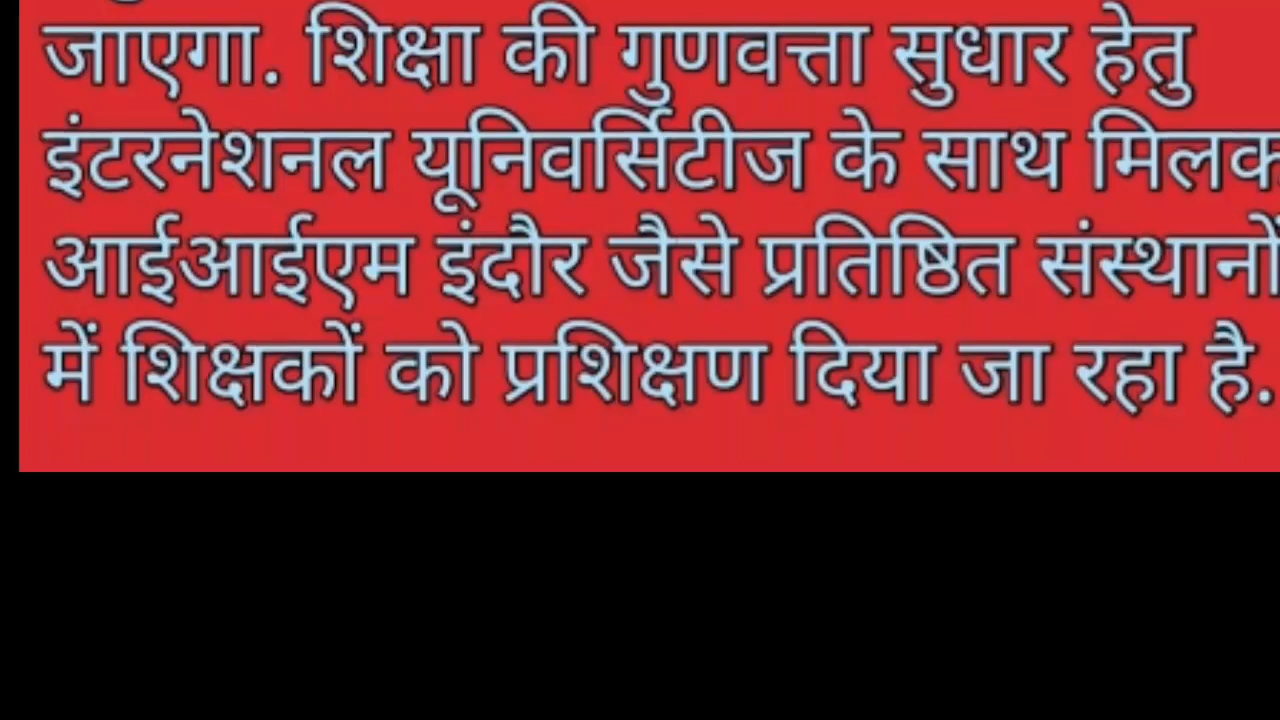 जाएगा. शिक्षा की गुणवत्ता सुधार हेतु
इंटरनेशनल यूनिवर्सिटीज के साथ मिलक
आईआईएम इंदौर जैसे प्रतिष्ठित संस्थानों
में शिक्षकों को प्रशिक्षण दिया जा रहा है.